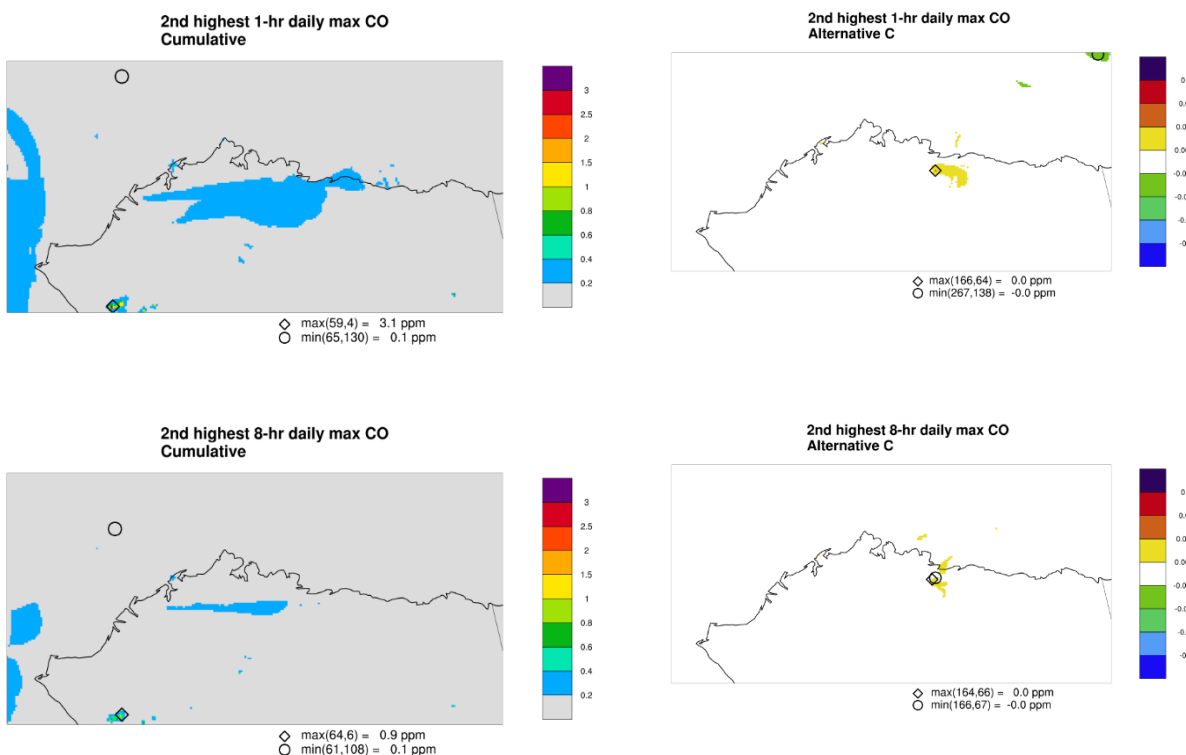 2nd highest 1-hr daily max CO
Cumulative
3
2.5
2
1.5
1
0.8
0.6
0.4
0.2
max(59,4) = 3.1 ppm
min(65,130) = 0.1 ppm
2nd highest 1-hr daily max CO
Alternative C
max(166,64) = 0.0 ppm
min(267,138) = -0.0 ppm
2nd highest 8-hr daily max CO
Cumulative
3
2.5
2
1.5
1
0.8
0.6
0.4
0.2
max(64,6) = 0.9 ppm
min(61,108) = 0.1 ppm
2nd highest 8-hr daily max CO
Alternative C
max(164,66) = 0.0 ppm
min(166,67) = -0.0 ppm